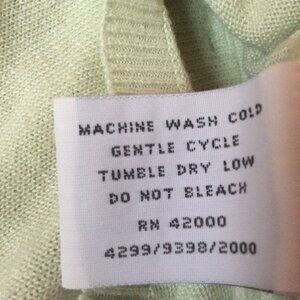 MACHINE WASH COLD
GENTLE CYCLE
TUMBLE DRY LOW
DO NOT BLEACH
RN 42000
4299/9398/2000